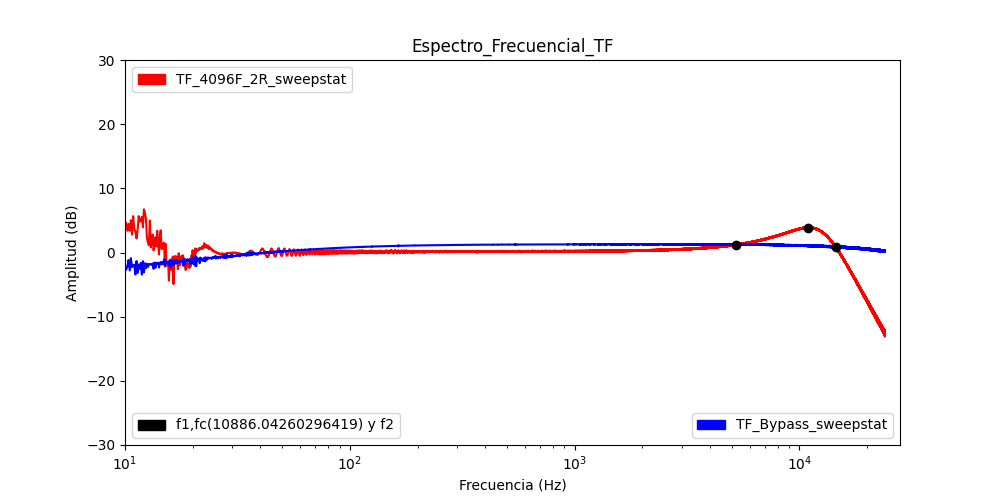 Espectro_Frecuencial_TF
TF_4096F_2R_sweepstat
30
20
10
0
−10
−20
−30
Amplitud (dB)
f1,fc(10886.04260296419) y f2
TF_Bypass_sweepstat
10^1
10^2
10^3
10^4
Frecuencia (Hz)